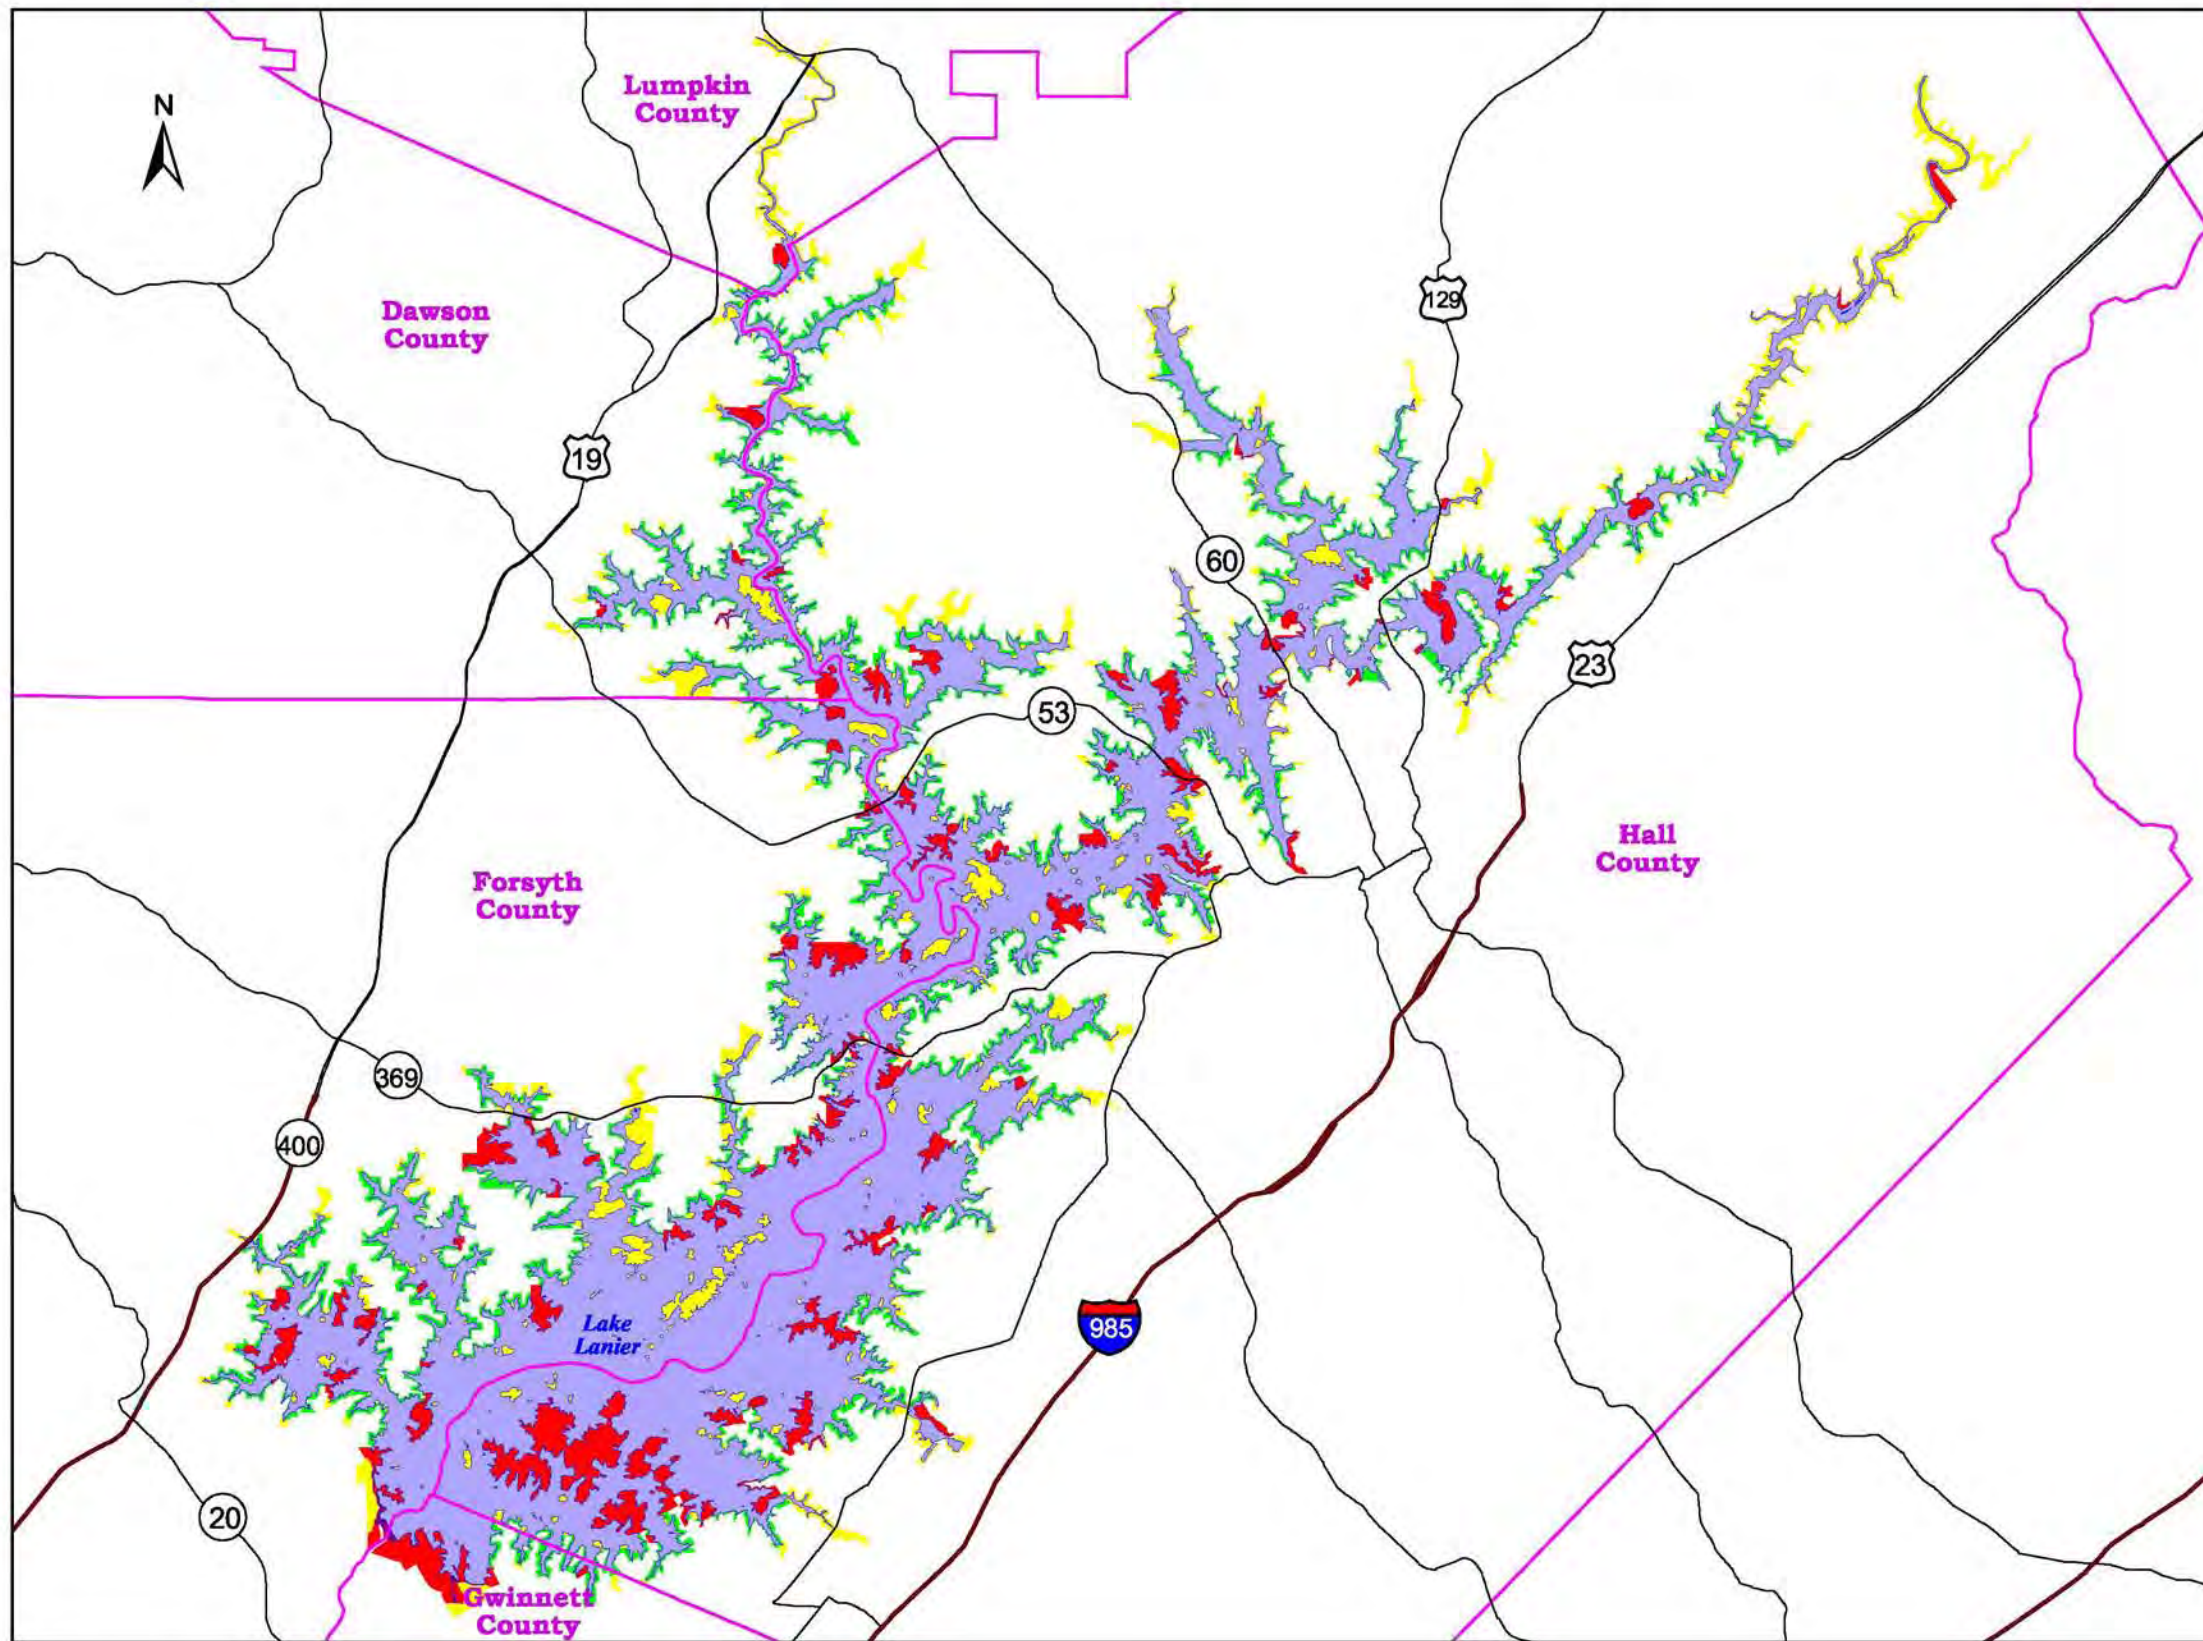 Lumpkin
County
N
Dawson
County
129
19
60
23
53
Hall
County
Forsyth
County
369
400
Lake
Lanier
985
20
Gwinnett
County